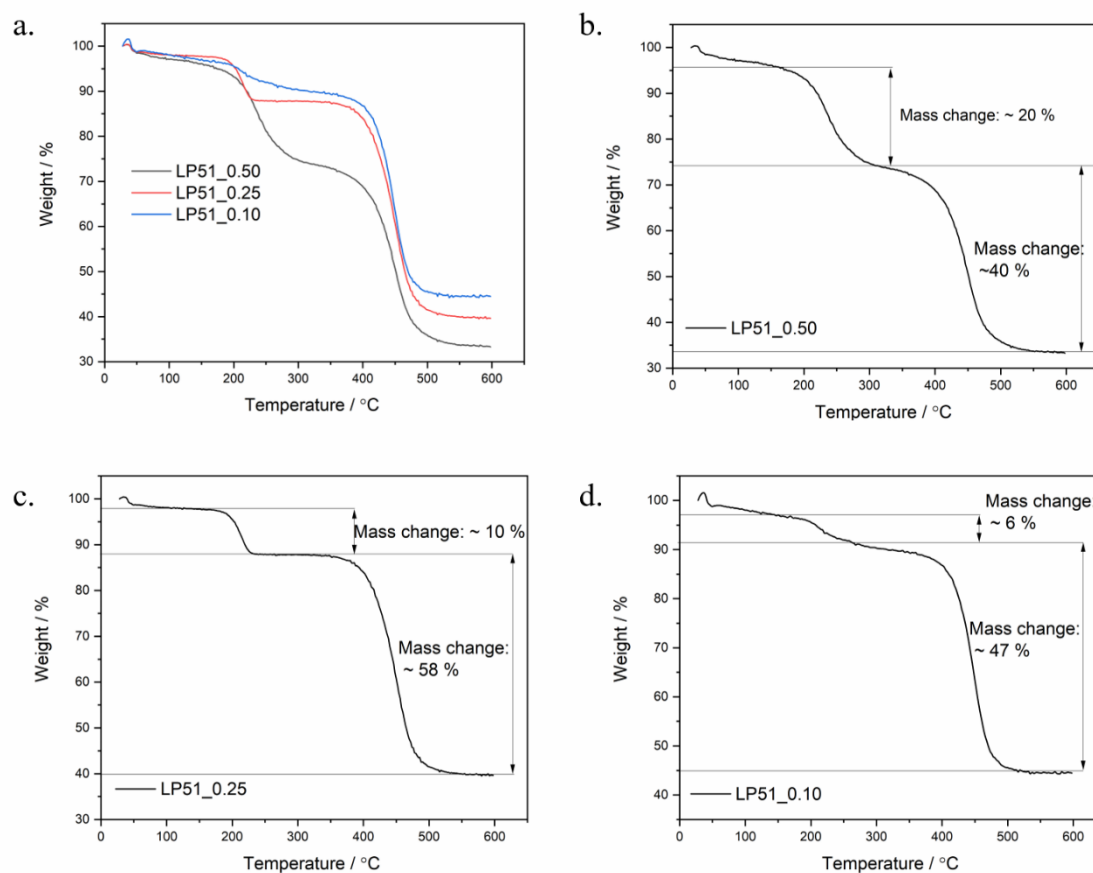 a.
100
90
80
70
60
50
40
30
0 100 200 300 400 500 600
Weight / %
Temperature / °C
LP51_0.50
LP51_0.25
LP51_0.10
b.
100
90
80
70
60
50
40
30
0 100 200 300 400 500 600
Weight / %
Temperature / °C
Mass change: ~ 20 %
Mass change:
~40 %
LP51_0.50
c.
100
90
80
70
60
50
40
30
0 100 200 300 400 500 600
Weight / %
Temperature / °C
Mass change: ~ 10 %
Mass change:
~ 58 %
LP51_0.25
d.
100
90
80
70
60
50
40
0 100 200 300 400 500 600
Weight / %
Temperature / °C
Mass change:
~ 6 %
Mass change:
~ 47 %
LP51_0.10